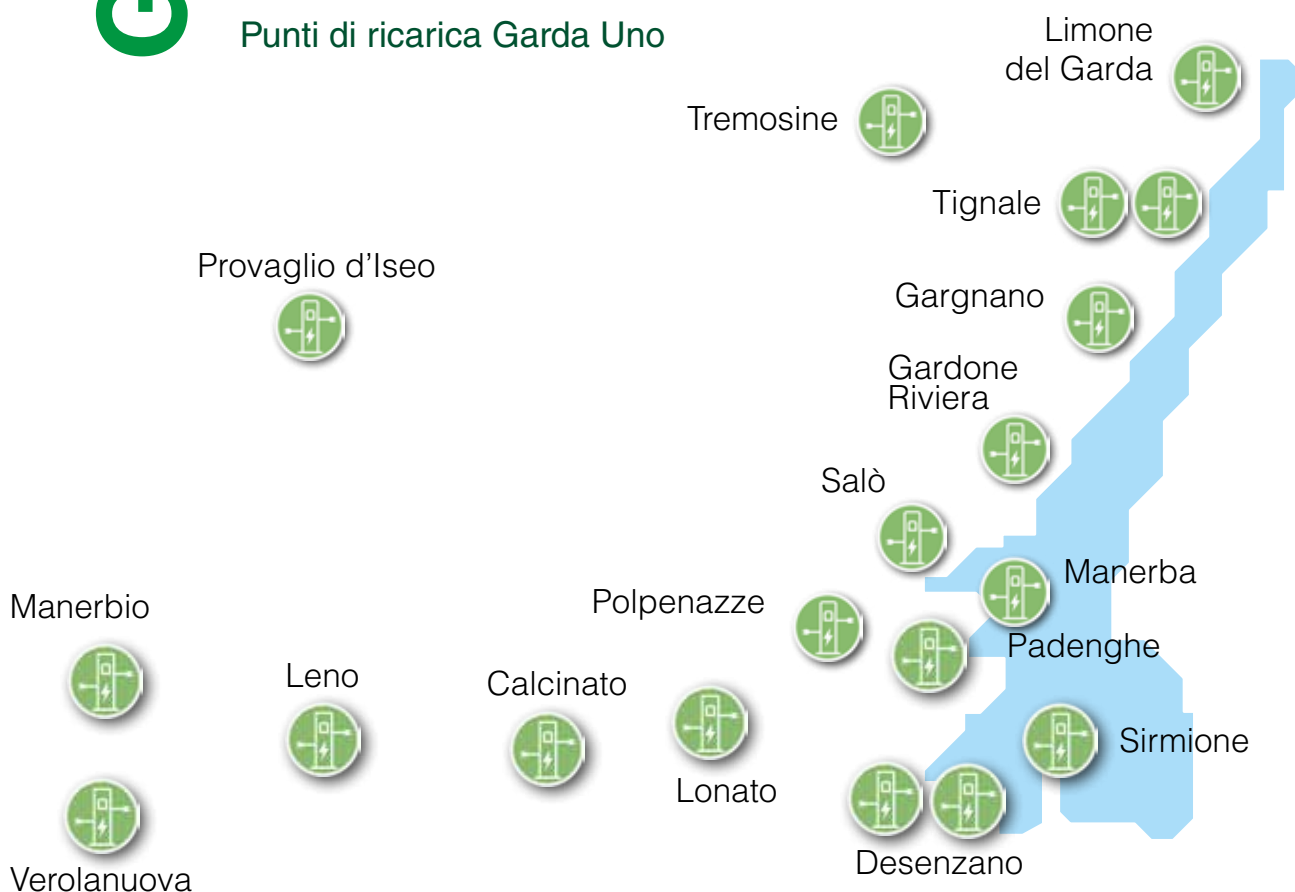 G
Punti di ricarica Garda Uno
Limone
del Garda
Tremosine
Tignale
Provaglio d'Iseo
Gargnano
Gardone
Riviera
Salò
Manerba
Polpenazze
Manerbio
Padenghe
Leno
Calcinato
Sirmione
Lonato
Desenzano
Verolanuova